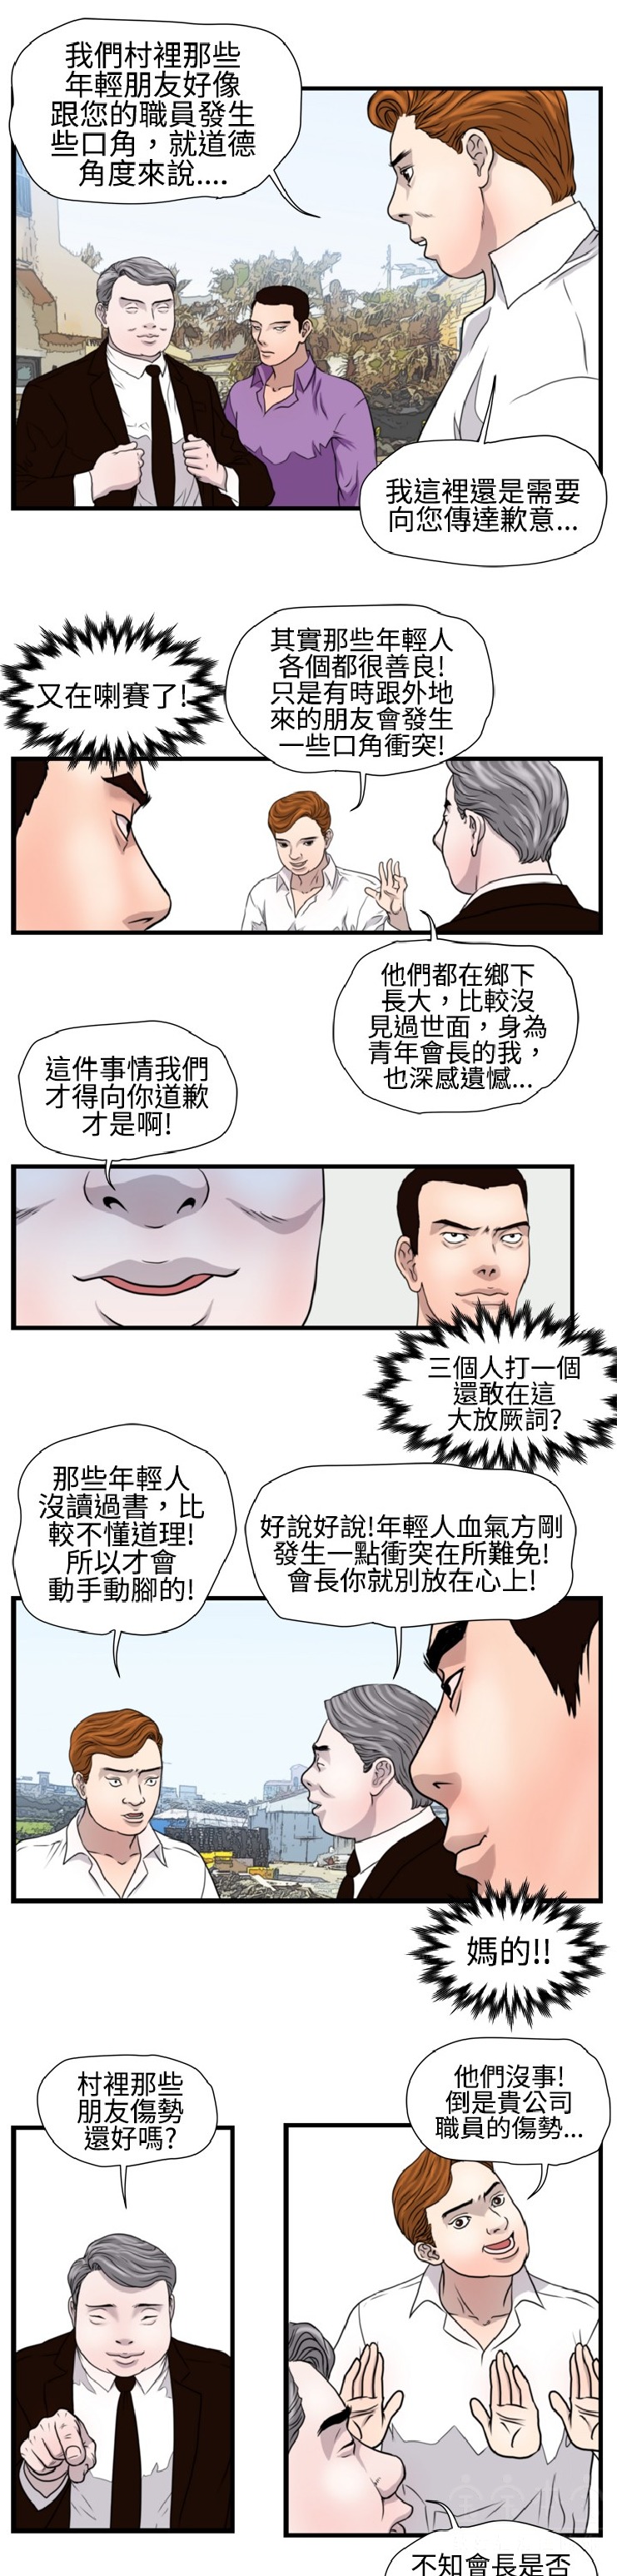 我們村裡那些
年輕朋友好像
跟您的職員發生
些口角，就道德
角度來說....
我這裡還是需要
向您傳達歉意...
又在喇賽了!
其實那些年輕人
各個都很善良!
只是有時跟外地
來的朋友會發生
一些口角衝突!
他們都在鄉下
長大，比較沒
見過世面，身為
青年會長的我，
也深感遺憾...
這件事情我們
才得向你道歉
才是啊!
三個人打一個
還敢在這
大放厥詞?
那些年輕人
沒讀過書，比
較不懂道理!
所以才會
動手動腳的!
好說好說!年輕人血氣方剛
發生一點衝突在所難免!
會長你就別放在心上!
媽的!!
村裡那些
朋友傷勢
還好嗎?
他們沒事!
倒是貴公司
職員的傷勢...
不知會長是否